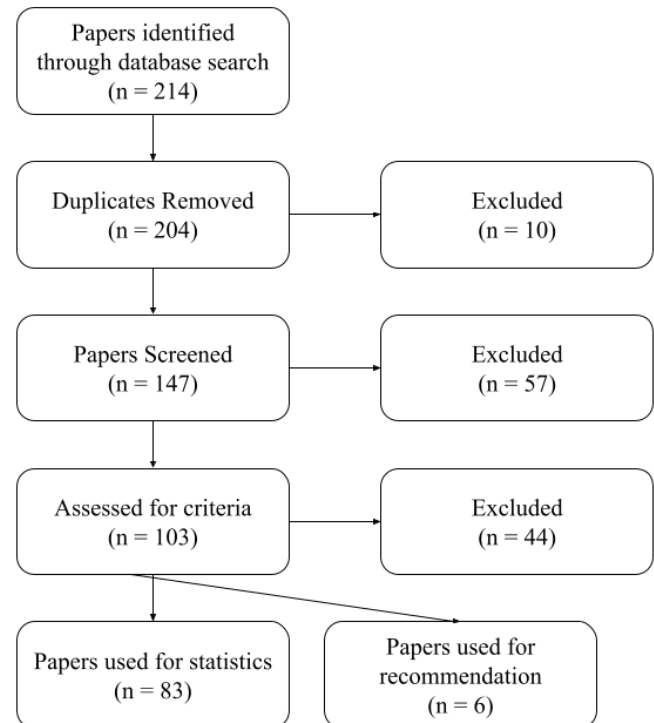 Papers identified
through database search
(n = 214)
Duplicates Removed
(n = 204)
Excluded
(n = 10)
Papers Screened
(n = 147)
Excluded
(n = 57)
Assessed for criteria
(n = 103)
Excluded
(n = 44)
Papers used for statistics
(n = 83)
Papers used for
recommendation
(n = 6)